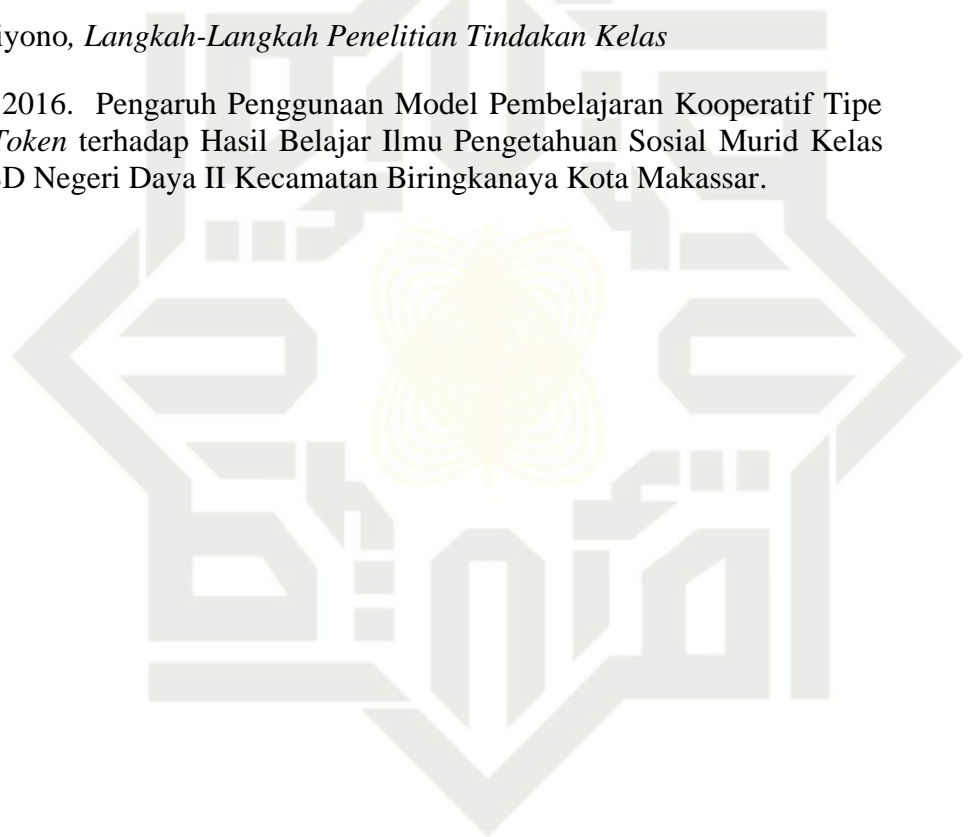 iyono, Langkah-Langkah Penelitian Tindakan Kelas
2016. Pengaruh Penggunaan Model Pembelajaran Kooperatif Tipe
Token terhadap Hasil Belajar Ilmu Pengetahuan Sosial Murid Kelas
D Negeri Daya II Kecamatan Biringkanaya Kota Makassar.